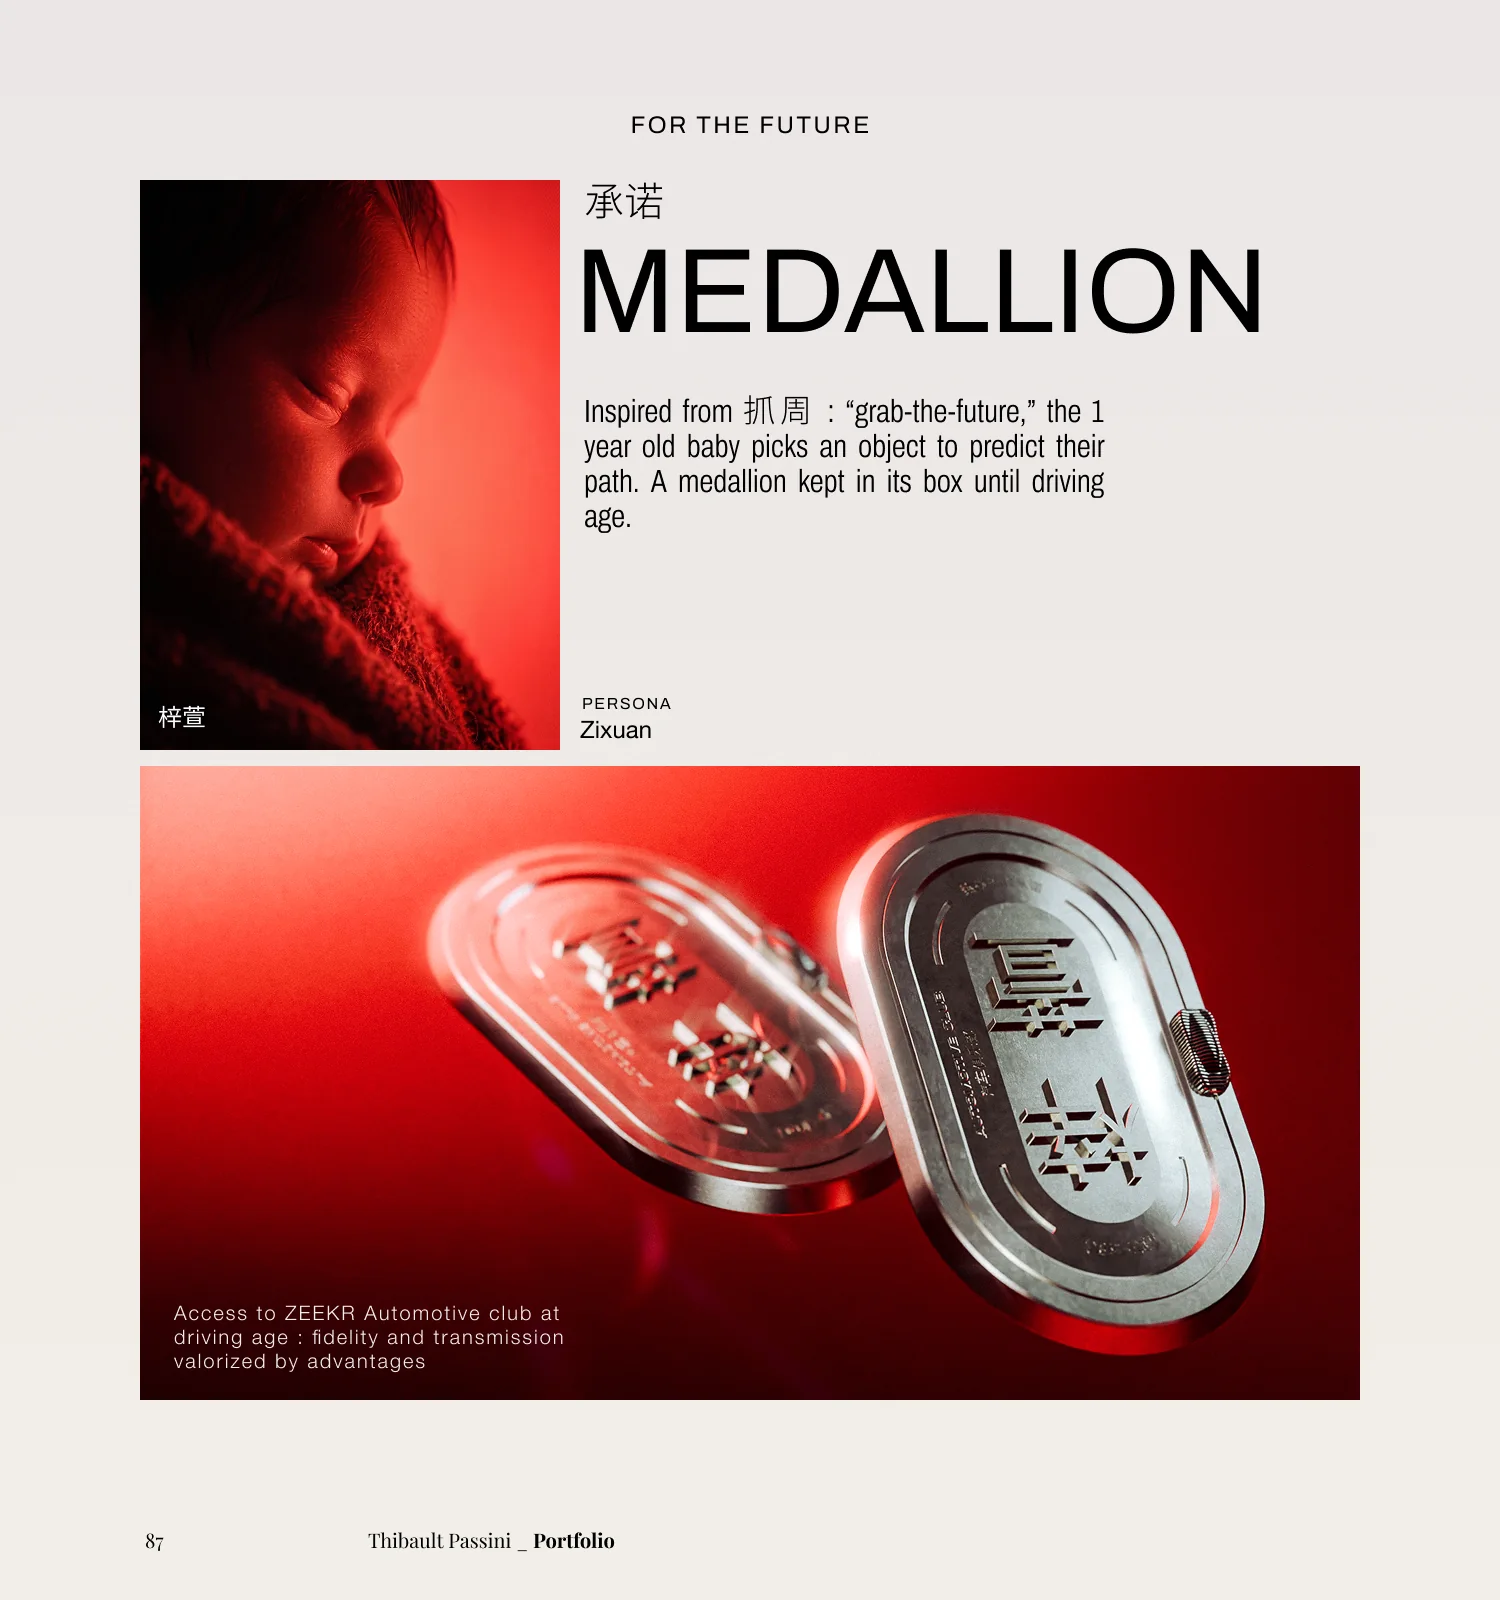 FOR THE FUTURE
承诺
MEDALLION
Inspired from 抓周 : “grab-the-future,” the 1
year old baby picks an object to predict their
path. A medallion kept in its box until driving
age.
梓萱
PERSONA
Zixuan
AUTOMOTIVE CLUB
Access to ZEEKR Automotive club at
driving age : fidelity and transmission
valorized by advantages
87
Thibault Passini _ Portfolio